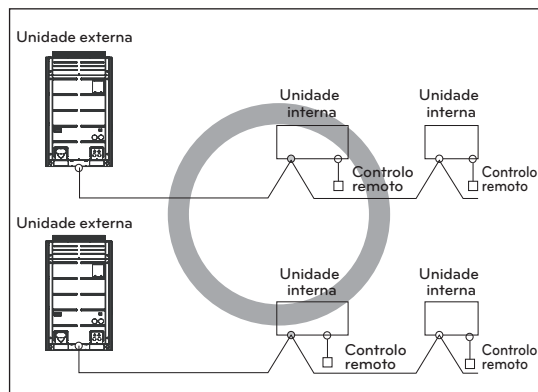 Unidade externa
Unidade
interna
Unidade
interna
Controlo
remoto
Controlo
remoto
Unidade externa
Unidade
interna
Unidade
interna
Controlo
remoto
Controlo
remoto